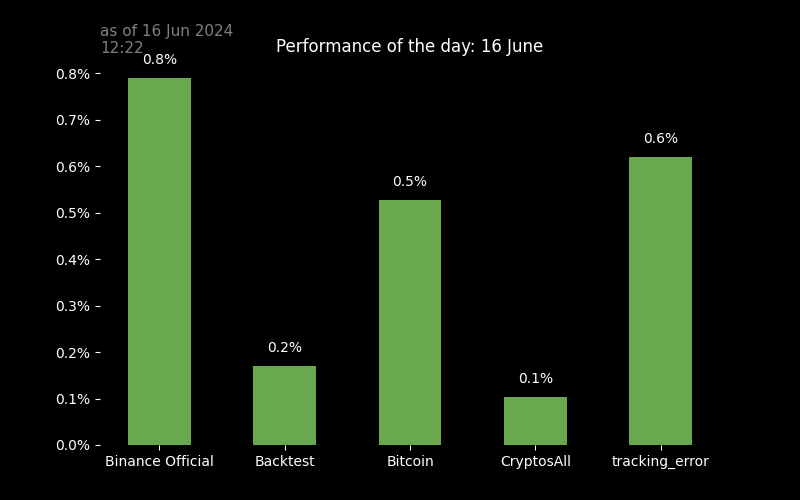 as of 16 Jun 2024
12:22
Performance of the day: 16 June
0.8%
0.7%
0.6%
0.5%
0.4%
0.3%
0.2%
0.1%
0.0%
0.8%
0.2%
0.5%
0.1%
0.6%
Binance Official
Backtest
Bitcoin
CryptosAll
tracking_error